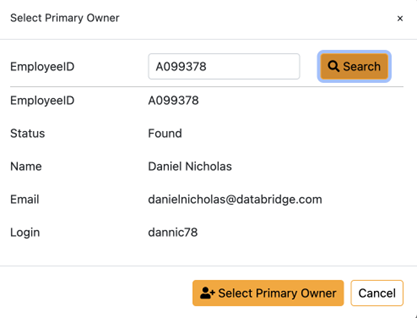 Select Primary Owner ×
EmployeeID A099378 Search
EmployeeID A099378
Status Found
Name Daniel Nicholas
Email danielnicholas@databridge.com
Login dannic78
Select Primary Owner Cancel